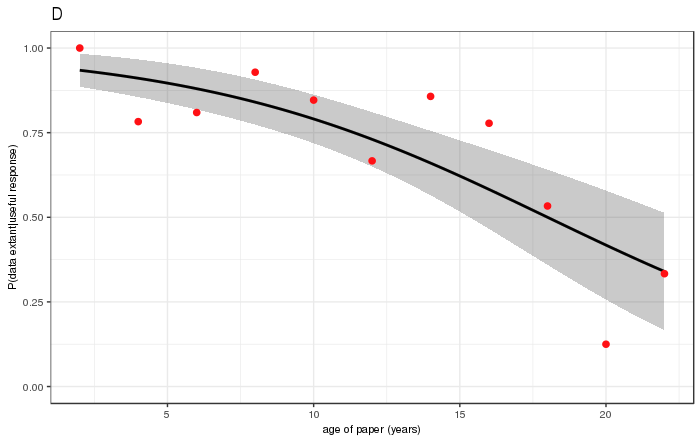 D
1.00
0.75
0.50
0.25
0.00
P(data extant|useful response)
5 10 15 20
age of paper (years)